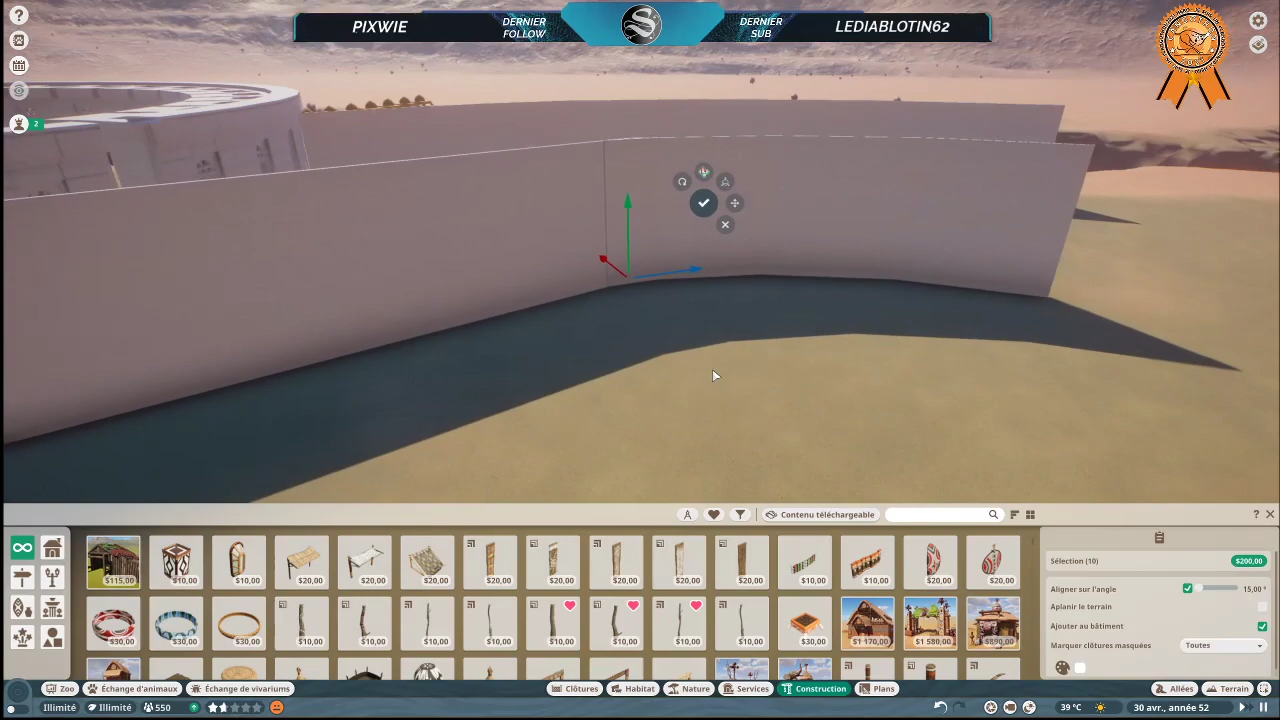 PIXWIE
DERNIER
FOLLOW
DERNIER
SUB
LEDIABLOTIN62
?
2
Contenu téléchargeable
?
$115,00
$10,00
$10,00
$20,00
$20,00
$20,00
$20,00
$20,00
$20,00
$20,00
$20,00
$10,00
$10,00
$20,00
$20,00
$30,00
$30,00
$30,00
$10,00
$10,00
$10,00
$10,00
$10,00
$10,00
$10,00
$30,00
$1 170,00
$1 580,00
$890,00
Sélection (10)
$200,00
Aligner sur l'angle
15,00 °
Aplanir le terrain
Ajouter au bâtiment
Marquer clôtures masquées
Toutes
Zoo
Échange d'animaux
Échange de vivariums
Clôtures
Habitat
Nature
Services
Construction
Plans
Allées
Terrain
Illimité
Illimité
550
39 °C
30 avr., année 52